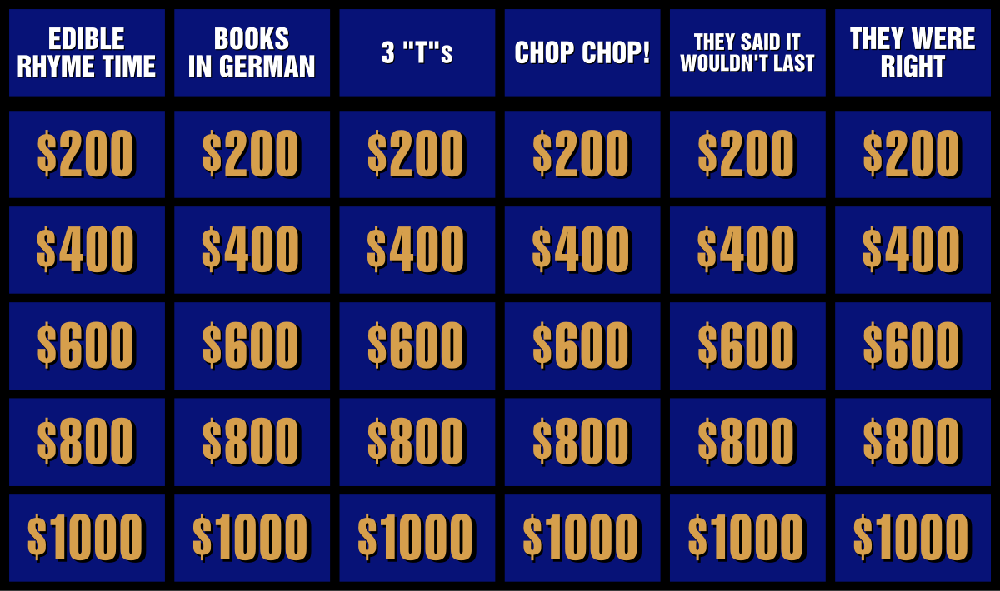 EDIBLE
RHYME TIME
BOOKS
IN GERMAN
3 "T"s
CHOP CHOP!
THEY SAID IT
WOULDN'T LAST
THEY WERE
RIGHT
$200 $200 $200 $200 $200 $200
$400 $400 $400 $400 $400 $400
$600 $600 $600 $600 $600 $600
$800 $800 $800 $800 $800 $800
$1000 $1000 $1000 $1000 $1000 $1000